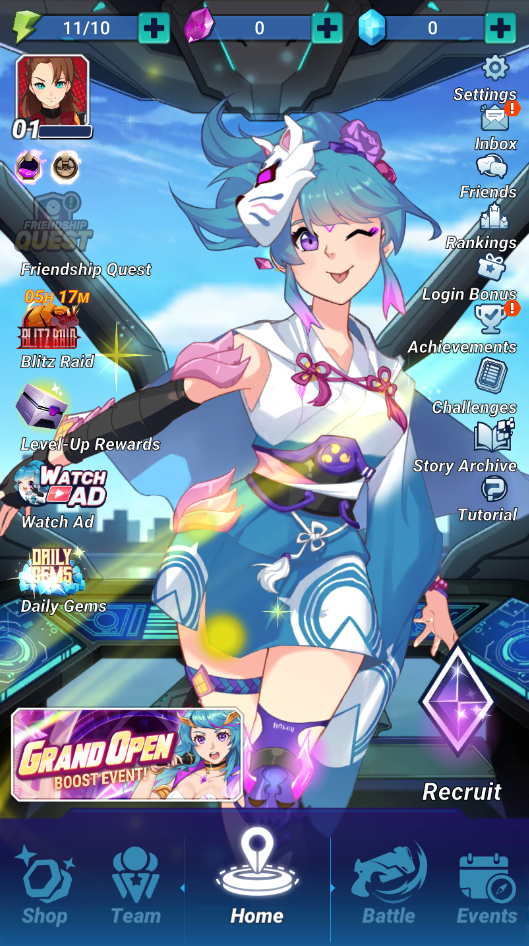 11/10
0
0
01
Settings
Inbox
Friends
Rankings
Login Bonus
Achievements
Challenges
Story Archive
Tutorial
FRIENDSHIP
QUEST
Friendship Quest
05H 17M
BLITZ RAID
Blitz Raid
Level-Up Rewards
WATCH
AD
Watch Ad
DAILY
GEMS
Daily Gems
GRAND OPEN
BOOST EVENT!
Recruit
Shop
Team
Home
Battle
Events